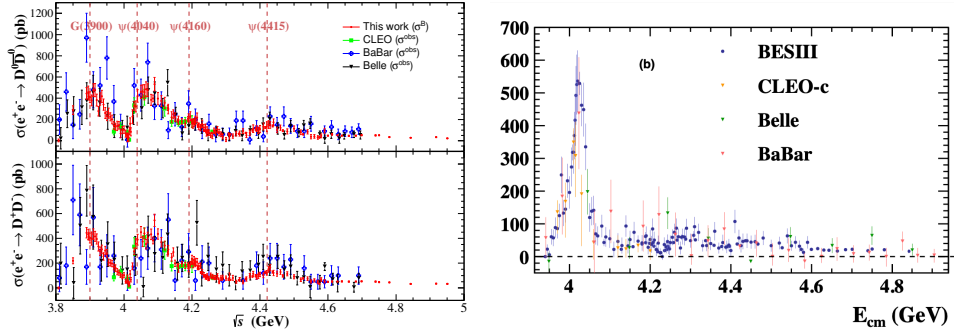 σ(e⁺e⁻ → D⁰D̄⁰) (pb)
1200
1000
800
600
400
200
0
G(3900) ψ(4040) ψ(4160) ψ(4415)
This work (σᴮ)
CLEO (σᵒᵇˢ)
BaBar (σᵒᵇˢ)
Belle (σᵒᵇˢ)
σ(e⁺e⁻ → D⁺D⁻) (pb)
1000
800
600
400
200
0
3.8 4 4.2 4.4 4.6 4.8 5
√s (GeV)
700
600
500
400
300
200
100
0
(b)
BESIII
CLEO-c
Belle
BaBar
4 4.2 4.4 4.6 4.8
E_cm (GeV)